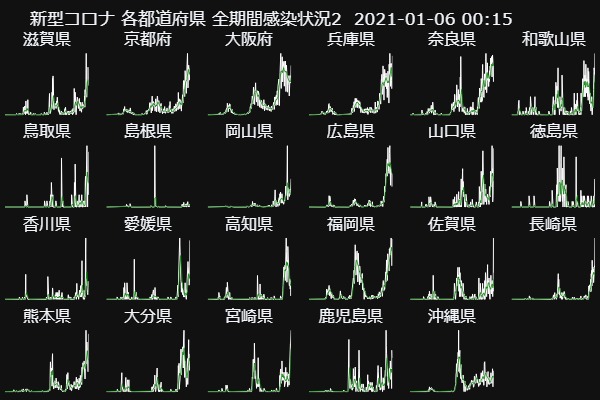 新型コロナ 各都道府県 全期間感染状況2 2021-01-06 00:15
滋賀県 京都府 大阪府 兵庫県 奈良県 和歌山県
鳥取県 島根県 岡山県 広島県 山口県 徳島県
香川県 愛媛県 高知県 福岡県 佐賀県 長崎県
熊本県 大分県 宮崎県 鹿児島県 沖縄県